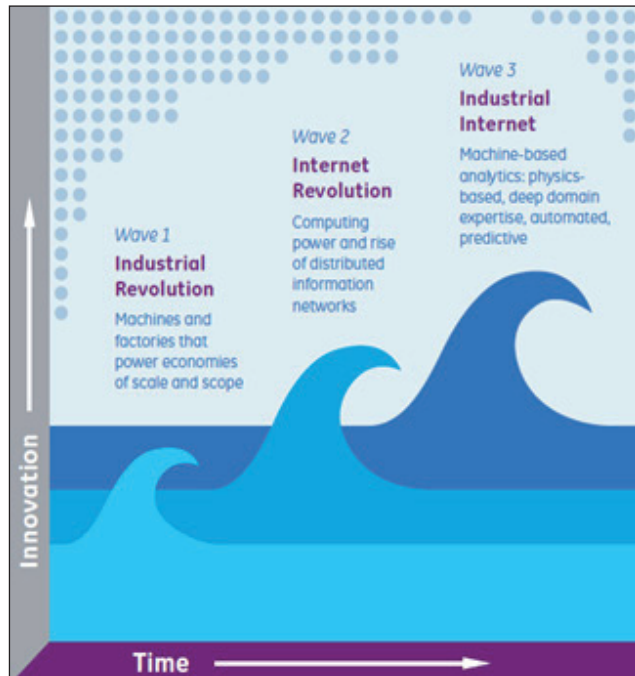 Wave 1
Industrial
Revolution
Machines and
factories that
power economies
of scale and scope
Wave 2
Internet
Revolution
Computing
power and rise
of distributed
information
networks
Wave 3
Industrial
Internet
Machine-based
analytics: physics-
based, deep domain
expertise, automated,
predictive
Innovation
Time